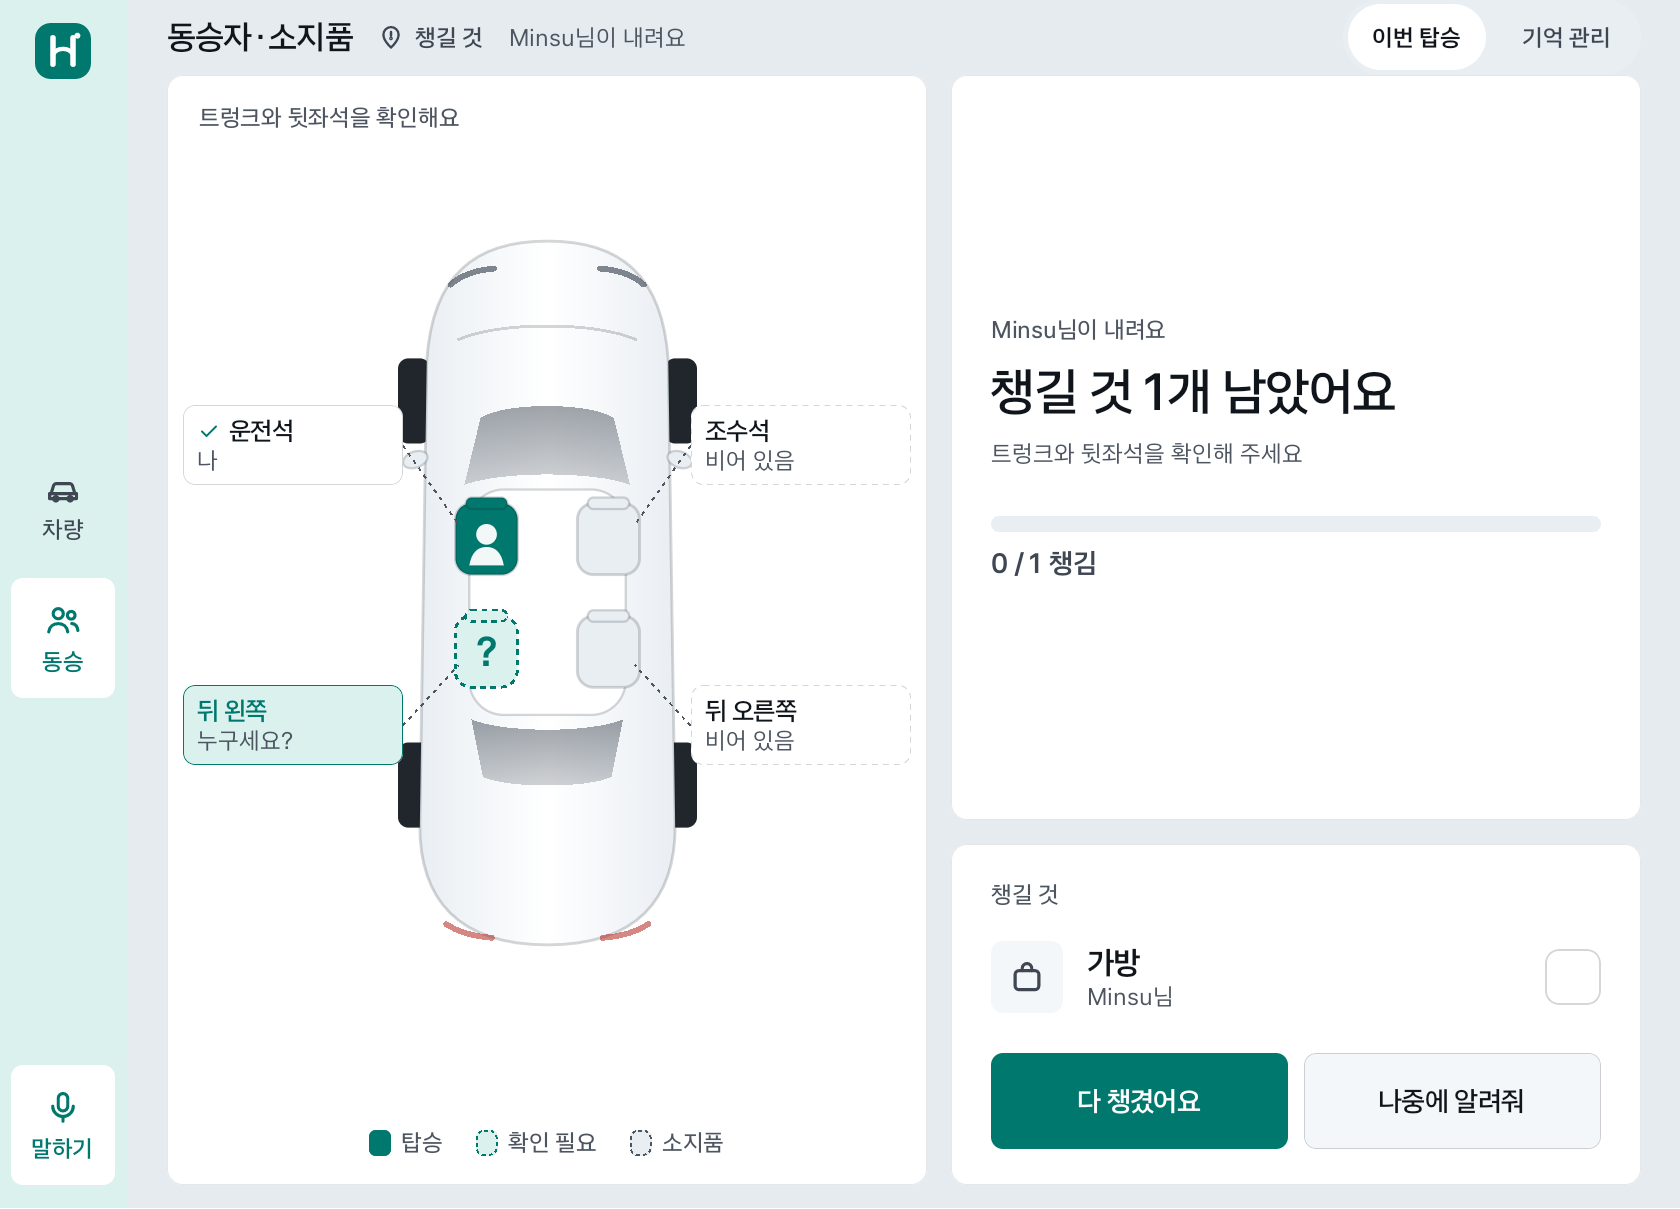 동승자 · 소지품
챙길 것
Minsu님이 내려요
이번 탑승
기억 관리
차량
동승
말하기
트렁크와 뒷좌석을 확인해요
운전석
나
조수석
비어 있음
?
뒤 왼쪽
누구세요?
뒤 오른쪽
비어 있음
탑승
확인 필요
소지품
Minsu님이 내려요
챙길 것 1개 남았어요
트렁크와 뒷좌석을 확인해 주세요
0 / 1 챙김
챙길 것
가방
Minsu님
다 챙겼어요
나중에 알려줘